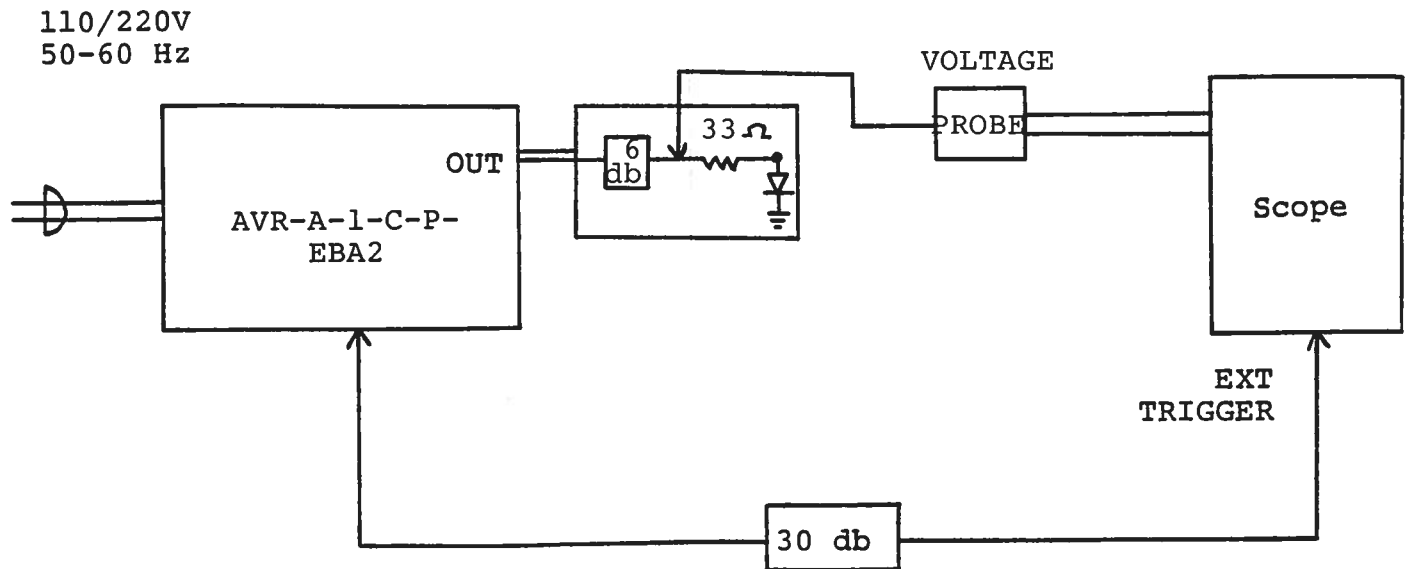 110/220V
50-60 Hz
VOLTAGE
PROBE
33 Ω
6
db
OUT
AVR-A-1-C-P-
EBA2
Scope
EXT
TRIGGER
30 db